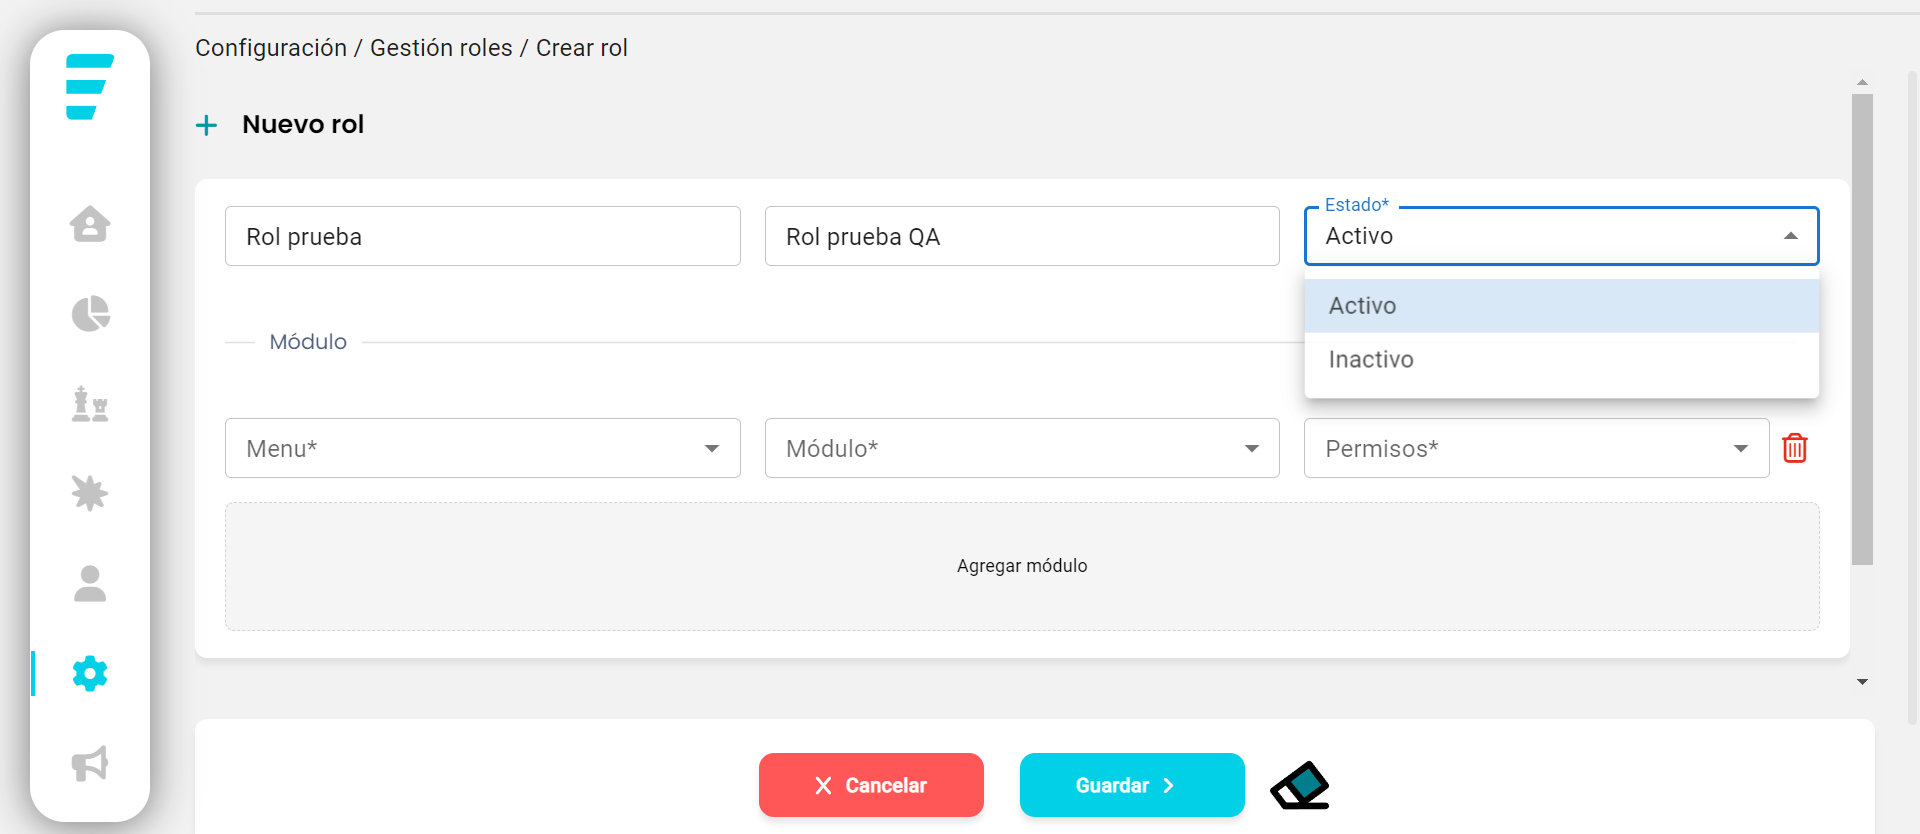 Configuración / Gestión roles / Crear rol
Nuevo rol
Rol prueba
Rol prueba QA
Estado*
Activo
Activo
Inactivo
Módulo
Menu*
Módulo*
Permisos*
Agregar módulo
Cancelar
Guardar